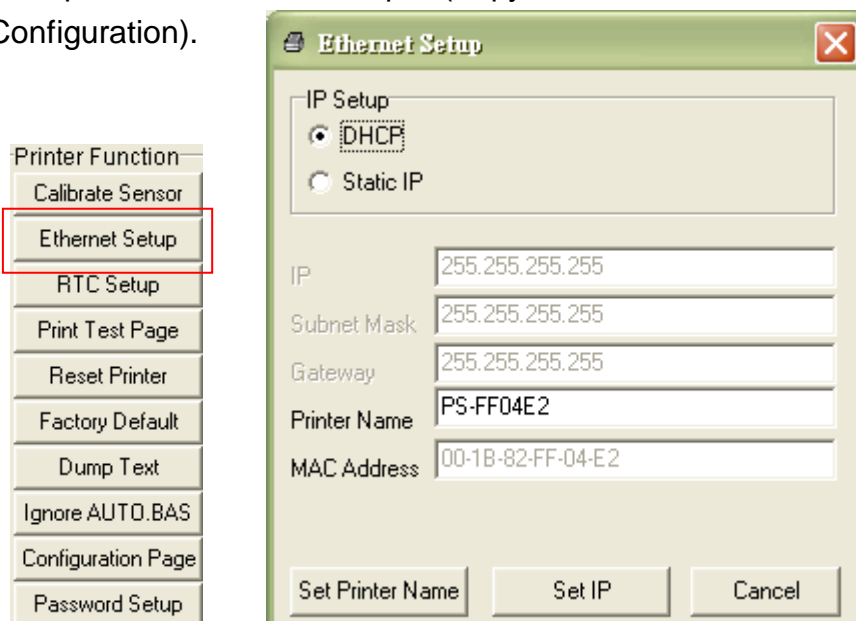 Configuration).
Printer Function
Calibrate Sensor
Ethernet Setup
RTC Setup
Print Test Page
Reset Printer
Factory Default
Dump Text
Ignore AUTO.BAS
Configuration Page
Password Setup
Ethernet Setup
IP Setup
DHCP
Static IP
IP 255.255.255.255
Subnet Mask 255.255.255.255
Gateway 255.255.255.255
Printer Name PS-FF04E2
MAC Address 00-1B-82-FF-04-E2
Set Printer Name Set IP Cancel